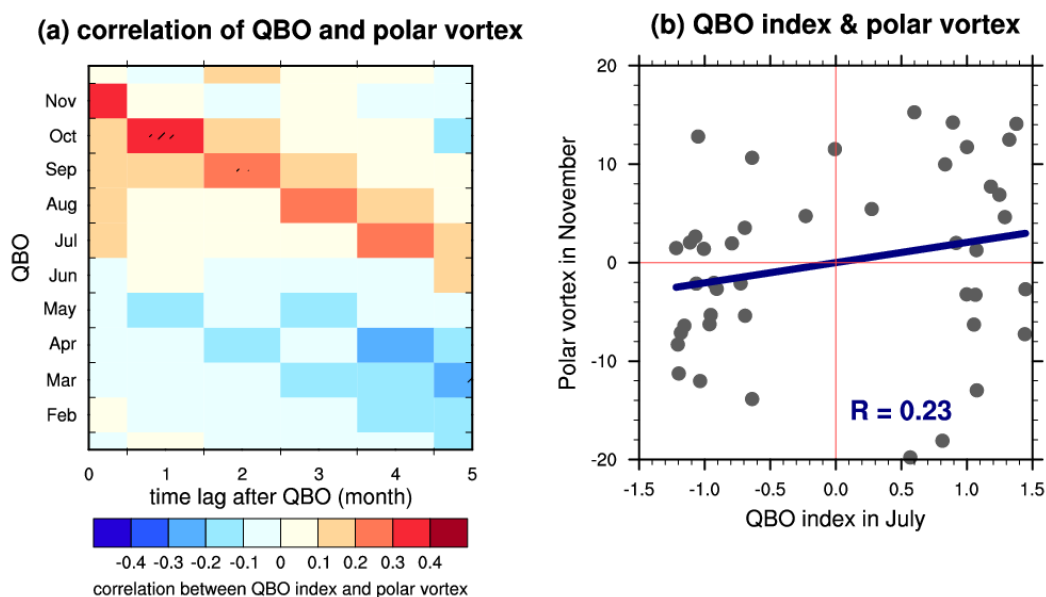 (a) correlation of QBO and polar vortex
QBO
Nov
Oct
Sep
Aug
Jul
Jun
May
Apr
Mar
Feb
0 1 2 3 4 5
time lag after QBO (month)
-0.4 -0.3 -0.2 -0.1 0 0.1 0.2 0.3 0.4
correlation between QBO index and polar vortex
(b) QBO index & polar vortex
Polar vortex in November
20
10
0
-10
-20
R = 0.23
-1.5 -1.0 -0.5 0.0 0.5 1.0 1.5
QBO index in July